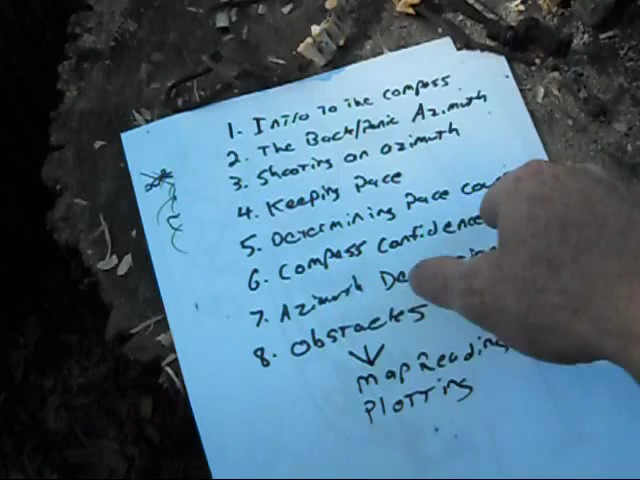 1. Intro to the compass
2. The Back/Panic Azimuth
3. Shooting an azimuth
4. Keeping pace
5. Determining pace
6. Compass Confidence
7. Azimuth
8. Obstacles
Map Reading
Plotting